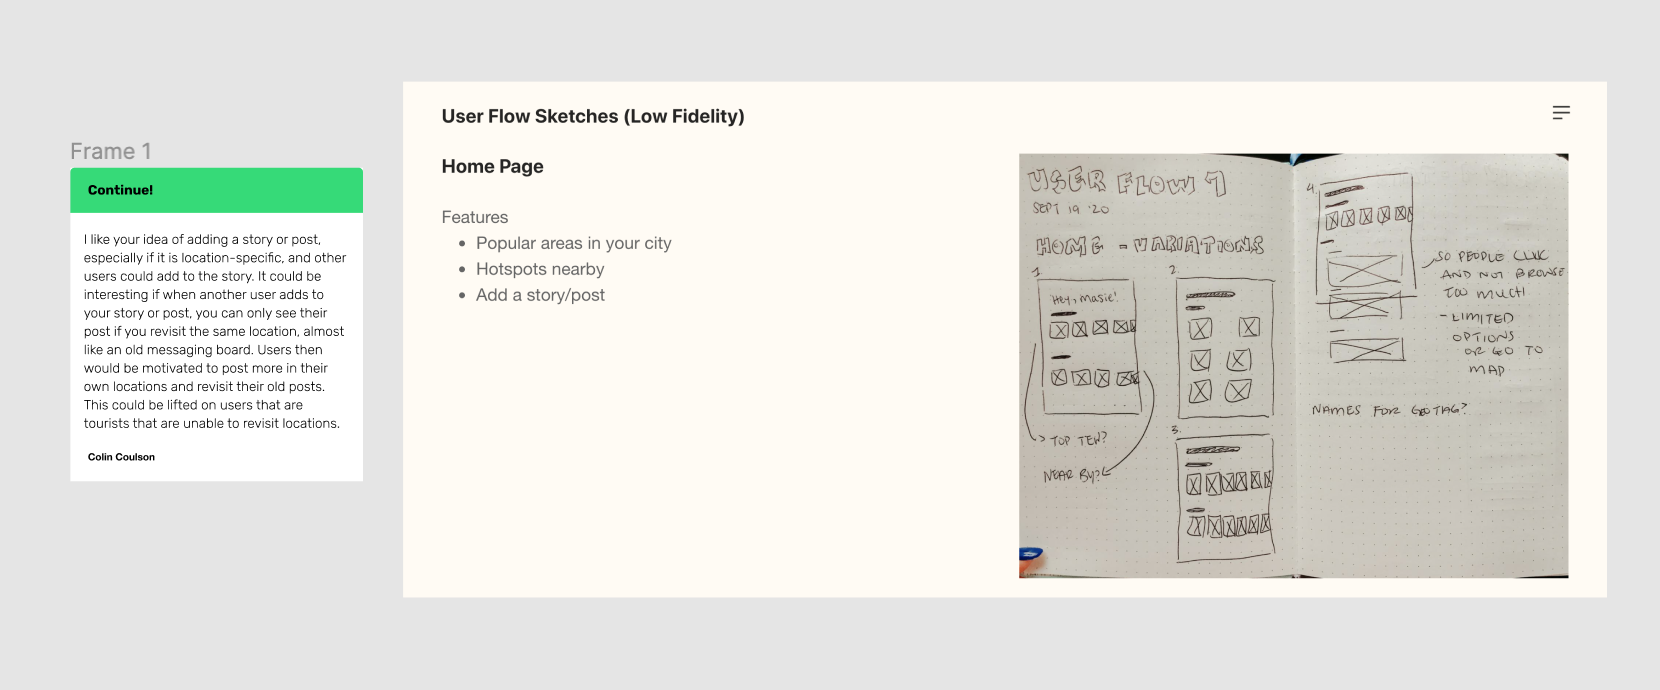 Frame 1
Continue!
I like your idea of adding a story or post,
especially if it is location-specific, and other
users could add to the story. It could be
interesting if when another user adds to
your story or post, you can only see their
post if you revisit the same location, almost
like an old messaging board. Users then
would be motivated to post more in their
own locations and revisit their old posts.
This could be lifted on users that are
tourists that are unable to revisit locations.
Colin Coulson
User Flow Sketches (Low Fidelity)
Home Page
Features
Popular areas in your city
Hotspots nearby
Add a story/post
USER FLOW 1
SEPT 19 '20
HOME - VARIATIONS
1.
Hey, Masie!
> TOP TEN?
NEAR BY?
2.
3.
4.
SO PEOPLE CLICK
AND NOT BROWSE
TOO MUCH!
- LIMITED
OPTIONS
OR GO TO
MAP
NAMES FOR GEOTAG?